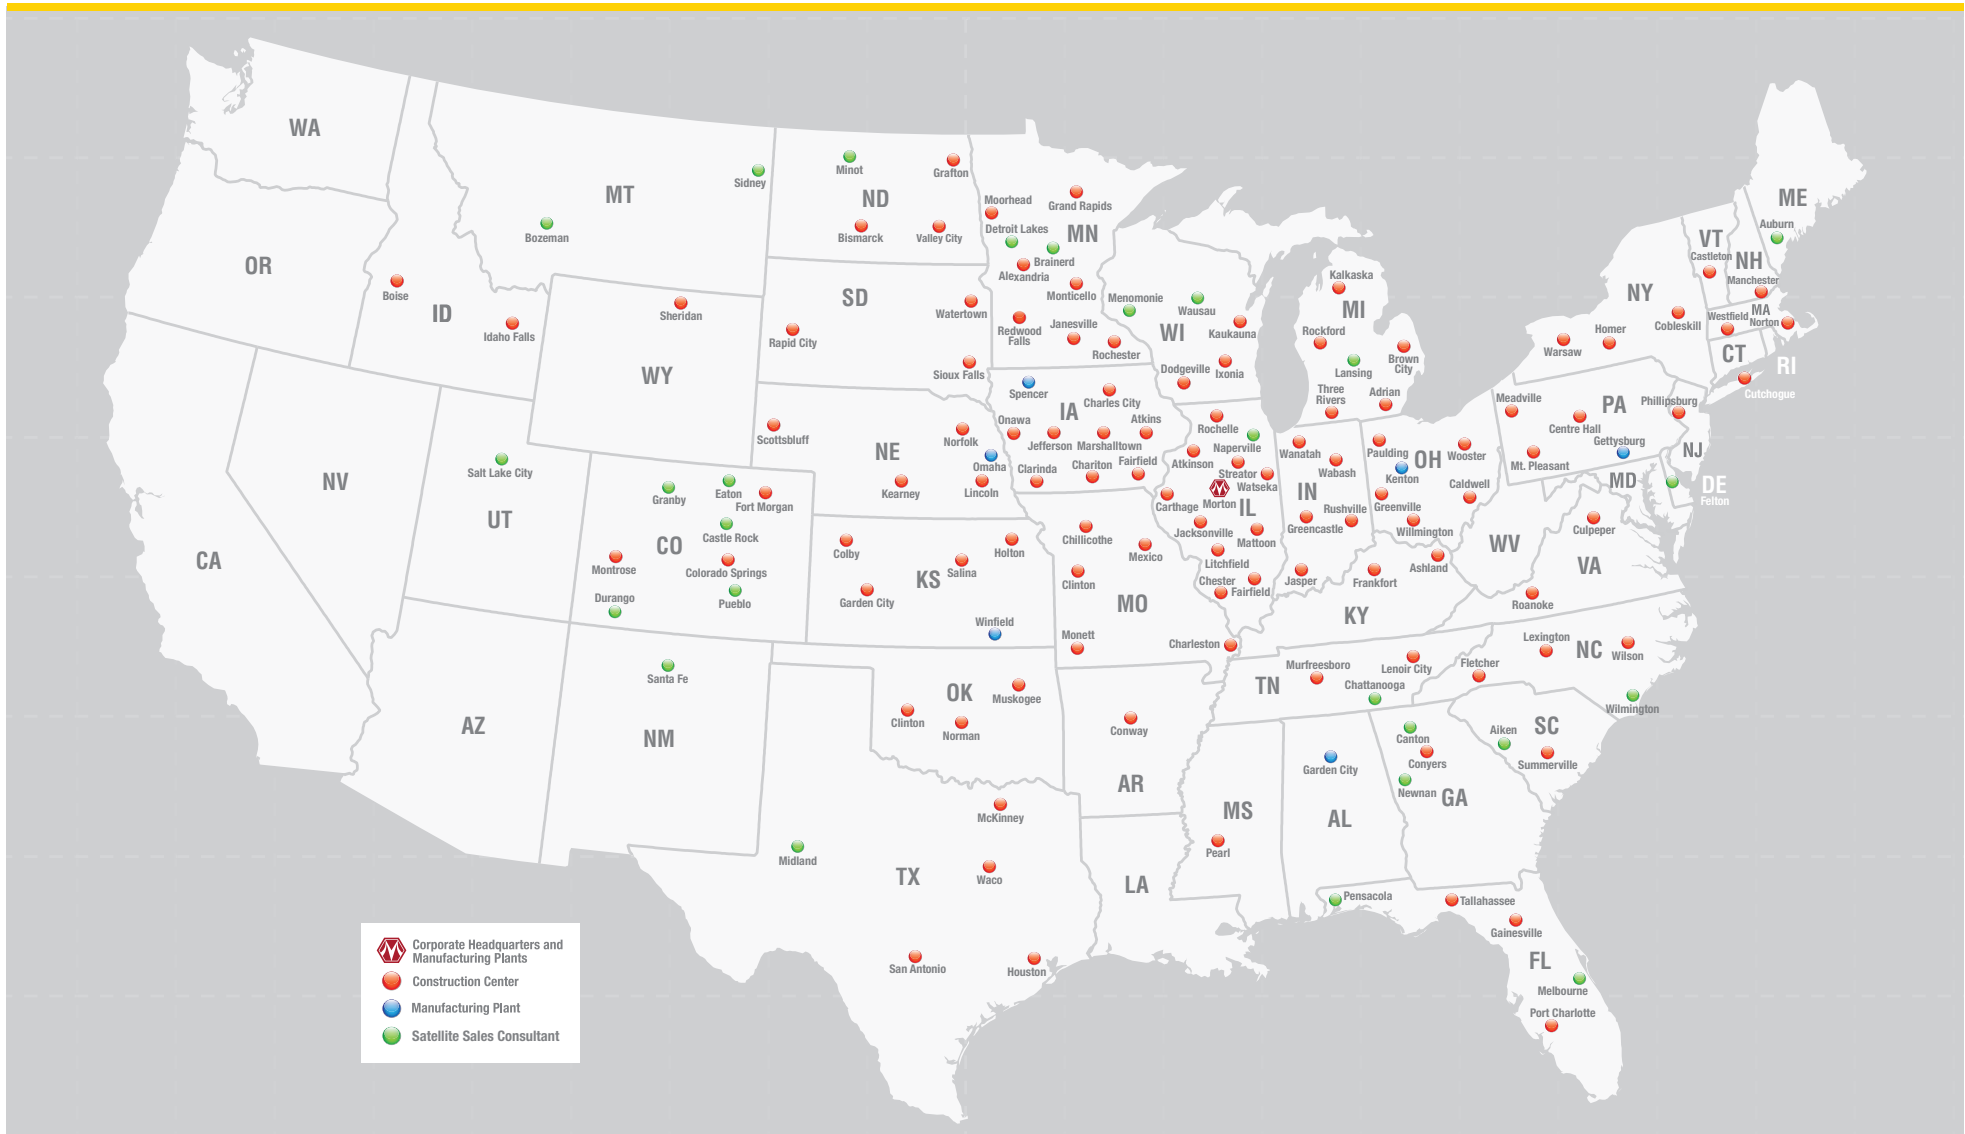 WA
OR
CA
NV
ID
Boise
Idaho Falls
MT
Sidney
Bozeman
WY
Sheridan
UT
Salt Lake City
AZ
CO
Granby
Eaton
Fort Morgan
Castle Rock
Colorado Springs
Montrose
Durango
Pueblo
NM
Santa Fe
ND
Minot
Grafton
Bismarck
Valley City
SD
Watertown
Rapid City
Sioux Falls
NE
Scottsbluff
Norfolk
Omaha
Kearney
Lincoln
KS
Colby
Holton
Salina
Garden City
Winfield
OK
Muskogee
Clinton
Norman
TX
McKinney
Midland
Waco
San Antonio
Houston
MN
Moorhead
Grand Rapids
Detroit Lakes
Brainerd
Alexandria
Monticello
Redwood
Falls
Janesville
Rochester
IA
Spencer
Charles City
Onawa
Atkins
Jefferson
Marshalltown
Clarinda
Chariton
Fairfield
MO
Chillicothe
Mexico
Clinton
Monett
Charleston
AR
Conway
LA
WI
Menomonie
Wausau
Kaukauna
Dodgeville
Ixonia
IL
Rochelle
Naperville
Atkinson
Streator
Watseka
Carthage
Morton
Jacksonville
Mattoon
Litchfield
Chester
Fairfield
MI
Kalkaska
Rockford
Lansing
Brown
City
Three
Rivers
Adrian
IN
Wanatah
Wabash
Rushville
Greencastle
Jasper
OH
Paulding
Wooster
Kenton
Caldwell
Greenville
Wilmington
KY
Frankfort
Ashland
TN
Murfreesboro
Lenoir City
Chattanooga
MS
Pearl
AL
Garden City
GA
Canton
Conyers
Newnan
FL
Pensacola
Tallahassee
Gainesville
Melbourne
Port Charlotte
SC
Aiken
Summerville
NC
Lexington
Wilson
Fletcher
Wilmington
VA
Culpeper
Roanoke
WV
MD
DE
Felton
PA
Meadville
Phillipsburg
Centre Hall
Gettysburg
Mt. Pleasant
NJ
NY
Cobleskill
Homer
Warsaw
Cutchogue
CT
RI
MA
Westfield
Norton
VT
Castleton
NH
Manchester
ME
Auburn
Corporate Headquarters and
Manufacturing Plants
Construction Center
Manufacturing Plant
Satellite Sales Consultant